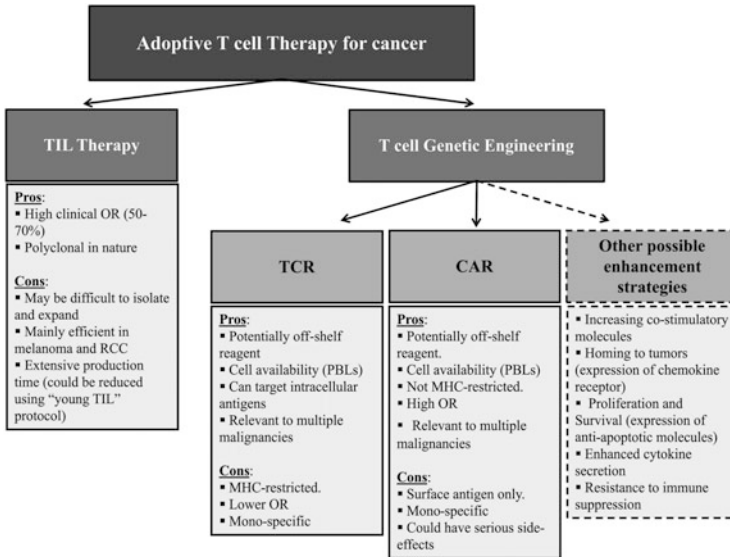 Adoptive T cell Therapy for cancer
TIL Therapy
Pros:
▪ High clinical OR (50-
70%)
▪ Polyclonal in nature
Cons:
▪ May be difficult to isolate
and expand
▪ Mainly efficient in
melanoma and RCC
▪ Extensive production
time (could be reduced
using “young TIL”
protocol)
T cell Genetic Engineering
TCR
Pros:
▪ Potentially off-shelf
reagent
▪ Cell availability (PBLs)
▪ Can target intracellular
antigens
▪ Relevant to multiple
malignancies
Cons:
▪ MHC-restricted.
▪ Lower OR
▪ Mono-specific
CAR
Pros:
▪ Potentially off-shelf
reagent.
▪ Cell availability (PBLs)
▪ Not MHC-restricted.
▪ High OR
▪ Relevant to multiple
malignancies
Cons:
▪ Surface antigen only.
▪ Mono-specific
▪ Could have serious side-
effects
Other possible
enhancement
strategies
▪ Increasing co-stimulatory
molecules
▪ Homing to tumors
(expression of chemokine
receptor)
▪ Proliferation and
Survival (expression of
anti-apoptotic molecules)
▪ Enhanced cytokine
secretion
▪ Resistance to immune
suppression